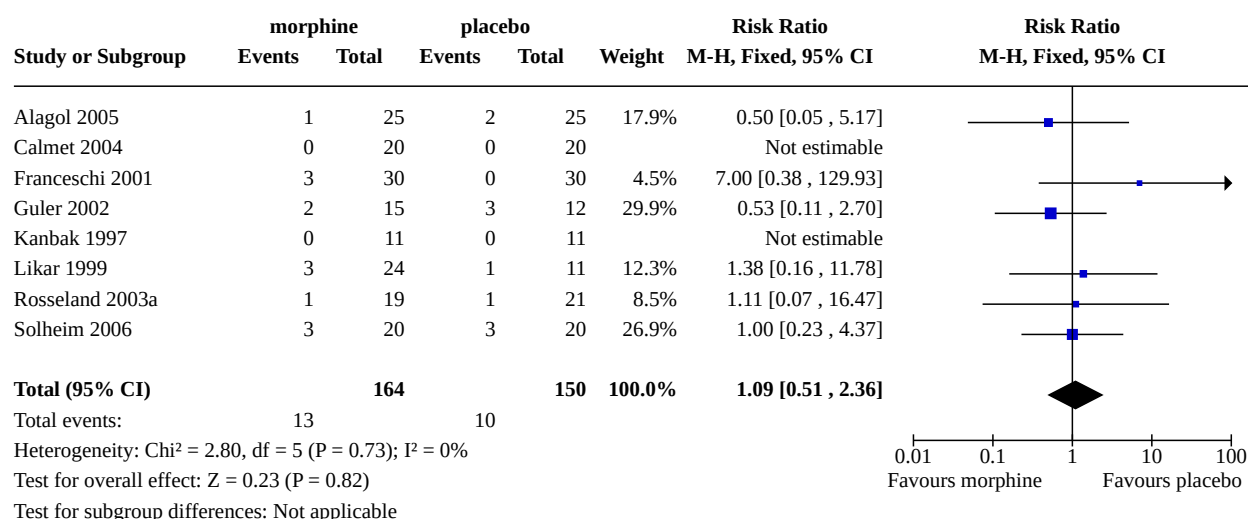 morphine placebo Risk Ratio Risk Ratio
Study or Subgroup Events Total Events Total Weight M-H, Fixed, 95% CI M-H, Fixed, 95% CI
Alagol 2005 1 25 2 25 17.9% 0.50 [0.05 , 5.17]
Calmet 2004 0 20 0 20 Not estimable
Franceschi 2001 3 30 0 30 4.5% 7.00 [0.38 , 129.93]
Guler 2002 2 15 3 12 29.9% 0.53 [0.11 , 2.70]
Kanbak 1997 0 11 0 11 Not estimable
Likar 1999 3 24 1 11 12.3% 1.38 [0.16 , 11.78]
Rosseland 2003a 1 19 1 21 8.5% 1.11 [0.07 , 16.47]
Solheim 2006 3 20 3 20 26.9% 1.00 [0.23 , 4.37]
Total (95% CI) 164 150 100.0% 1.09 [0.51 , 2.36]
Total events: 13 10
Heterogeneity: Chi² = 2.80, df = 5 (P = 0.73); I² = 0%
0.01 0.1 1 10 100
Test for overall effect: Z = 0.23 (P = 0.82) Favours morphine Favours placebo
Test for subgroup differences: Not applicable